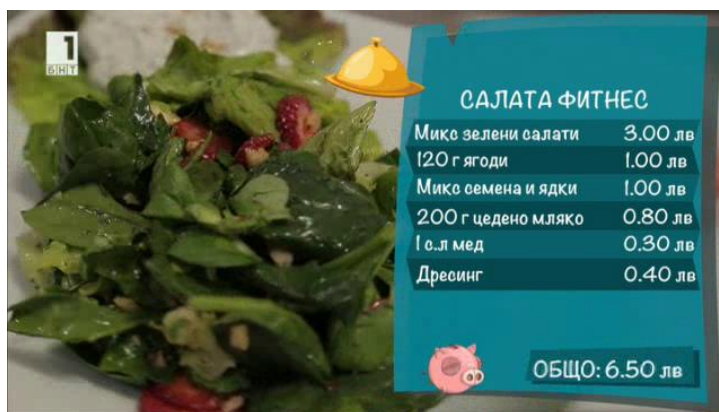 1
БНТ
САЛАТА ФИТНЕС
Микс зелени салати 3.00 лв
120 г ягоди 1.00 лв
Микс семена и ядки 1.00 лв
200 г цедено мляко 0.80 лв
1 с.л мед 0.30 лв
Дресинг 0.40 лв
ОБЩО: 6.50 лв